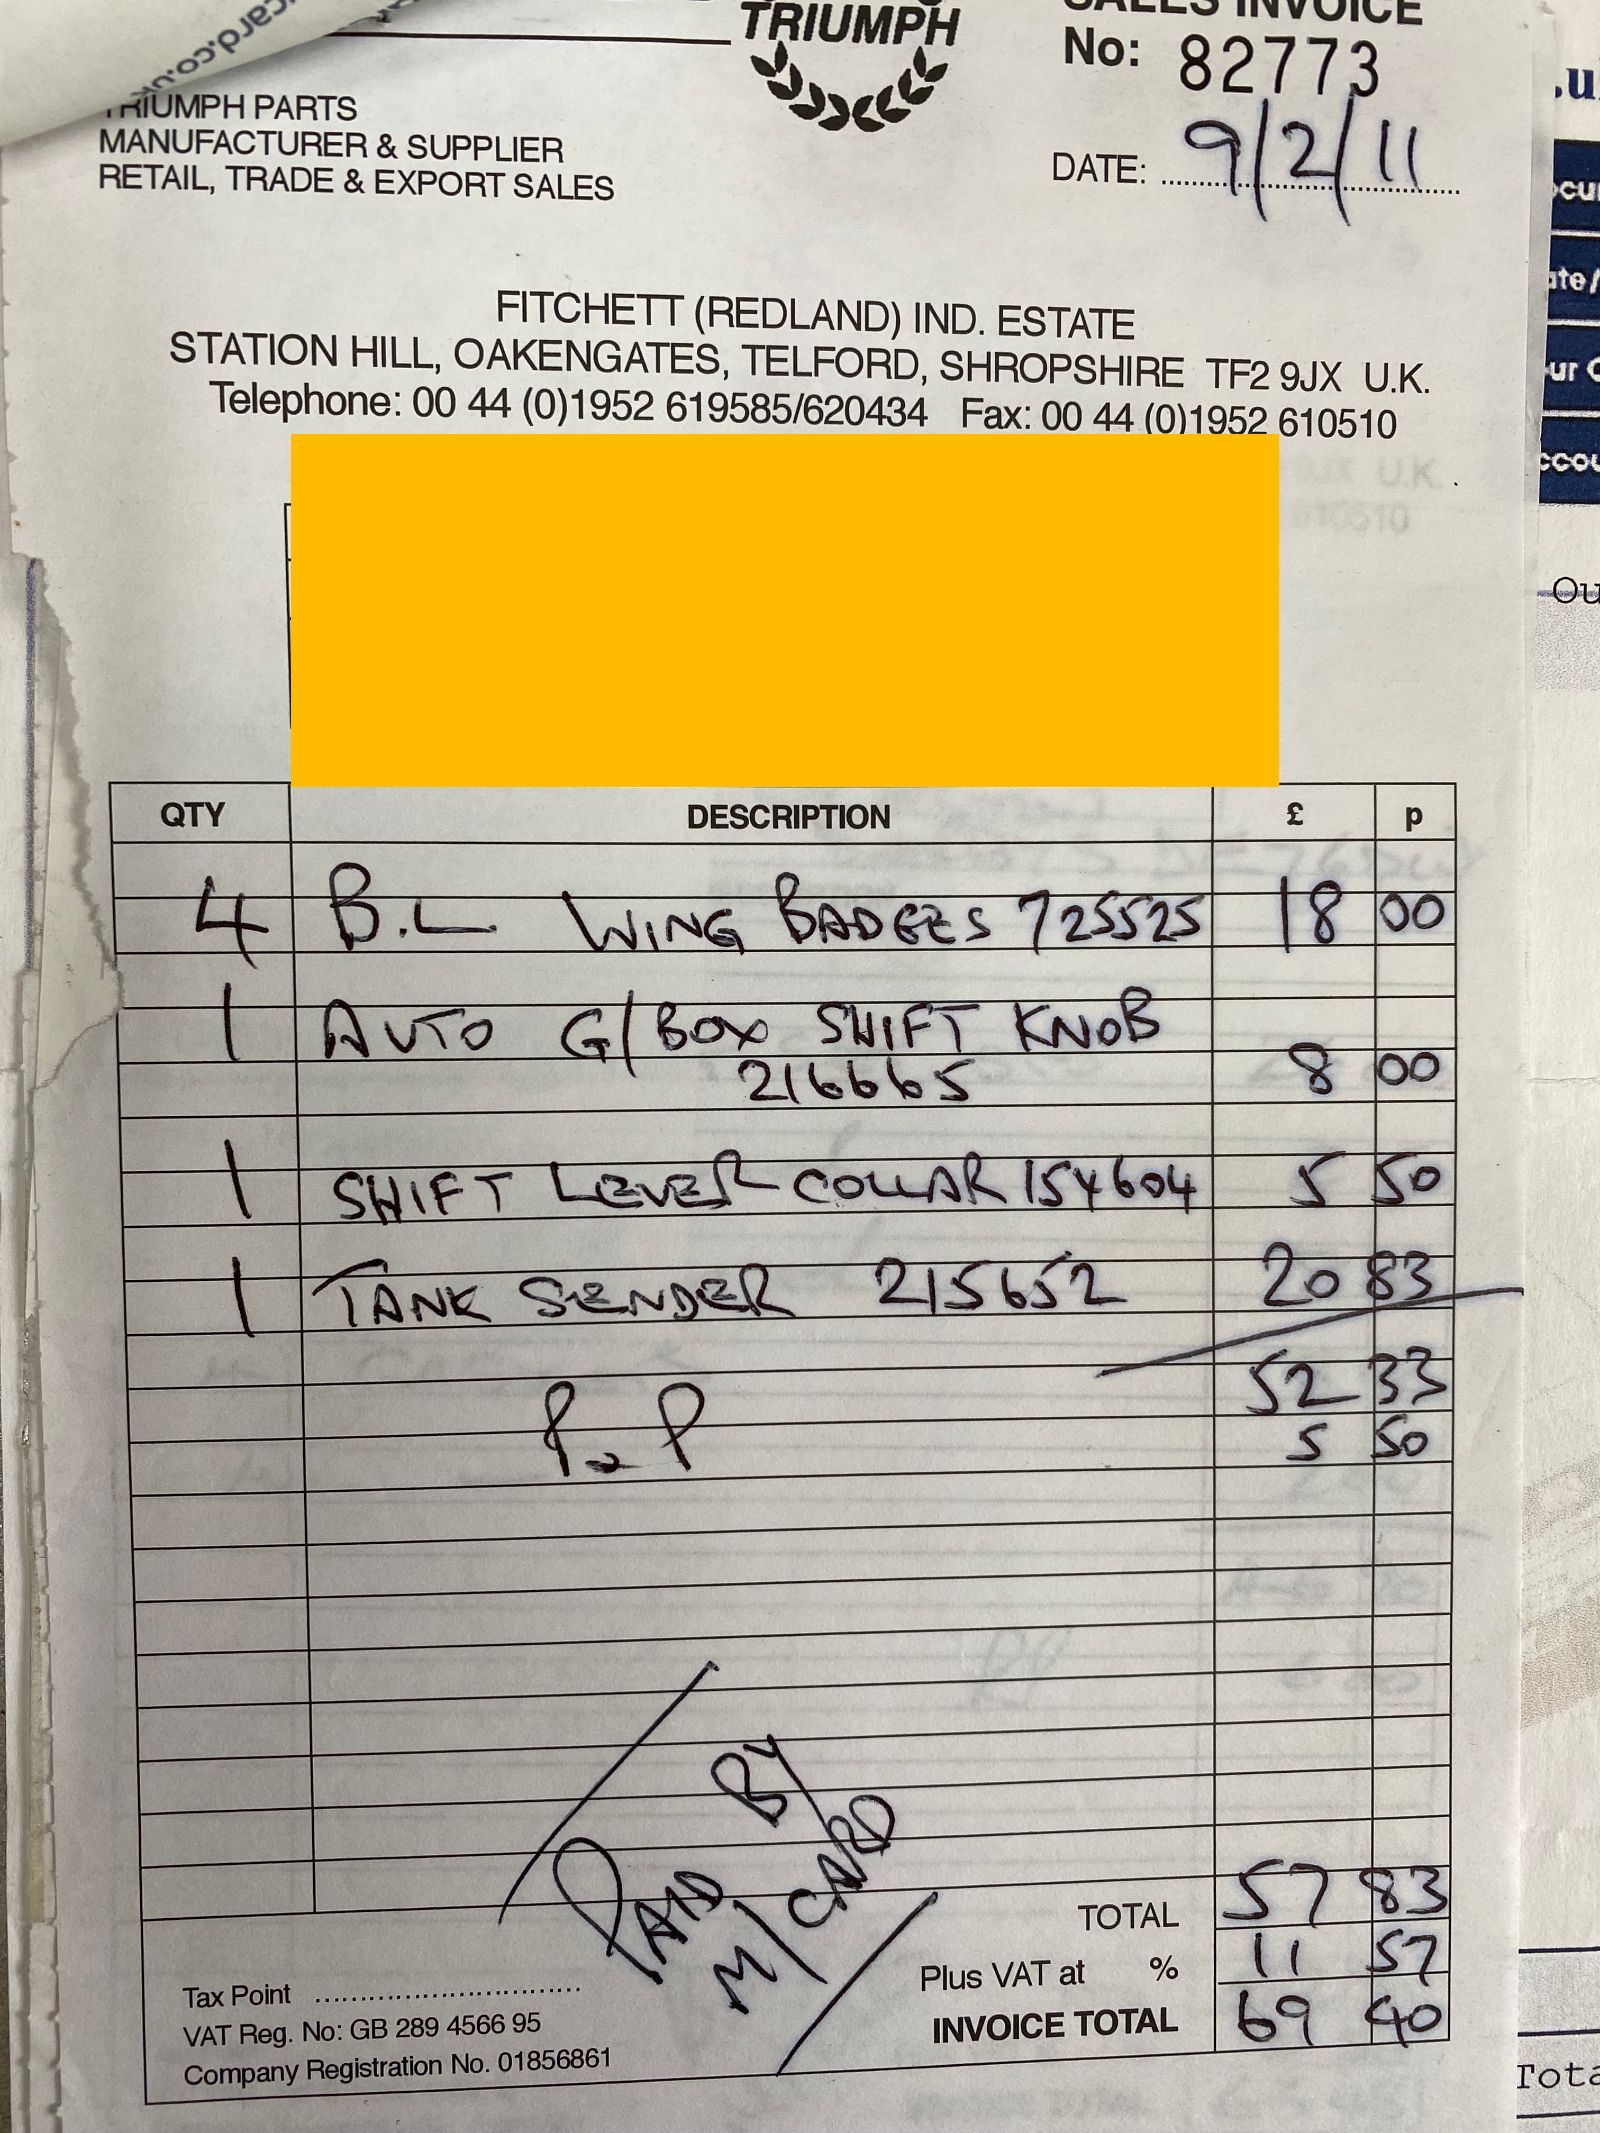 card.co.uk
TRIUMPH
SALES INVOICE
No: 82773
TRIUMPH PARTS
MANUFACTURER & SUPPLIER
RETAIL, TRADE & EXPORT SALES
DATE: 9/2/11
FITCHETT (REDLAND) IND. ESTATE
STATION HILL, OAKENGATES, TELFORD, SHROPSHIRE TF2 9JX U.K.
Telephone: 00 44 (0)1952 619585/620434 Fax: 00 44 (0)1952 610510
QTY DESCRIPTION £ p
4 B.L. WING BADGES 725525 18 00
1 AUTO G/BOX SHIFT KNOB
216665 8 00
1 SHIFT LEVER COLLAR 154604 5 50
1 TANK SENDER 215652 20 83
52 33
P&P 5 50
PAID BY
M/CARD
TOTAL 57 83
Plus VAT at % 11 57
INVOICE TOTAL 69 40
Tax Point
VAT Reg. No: GB 289 4566 95
Company Registration No. 01856861